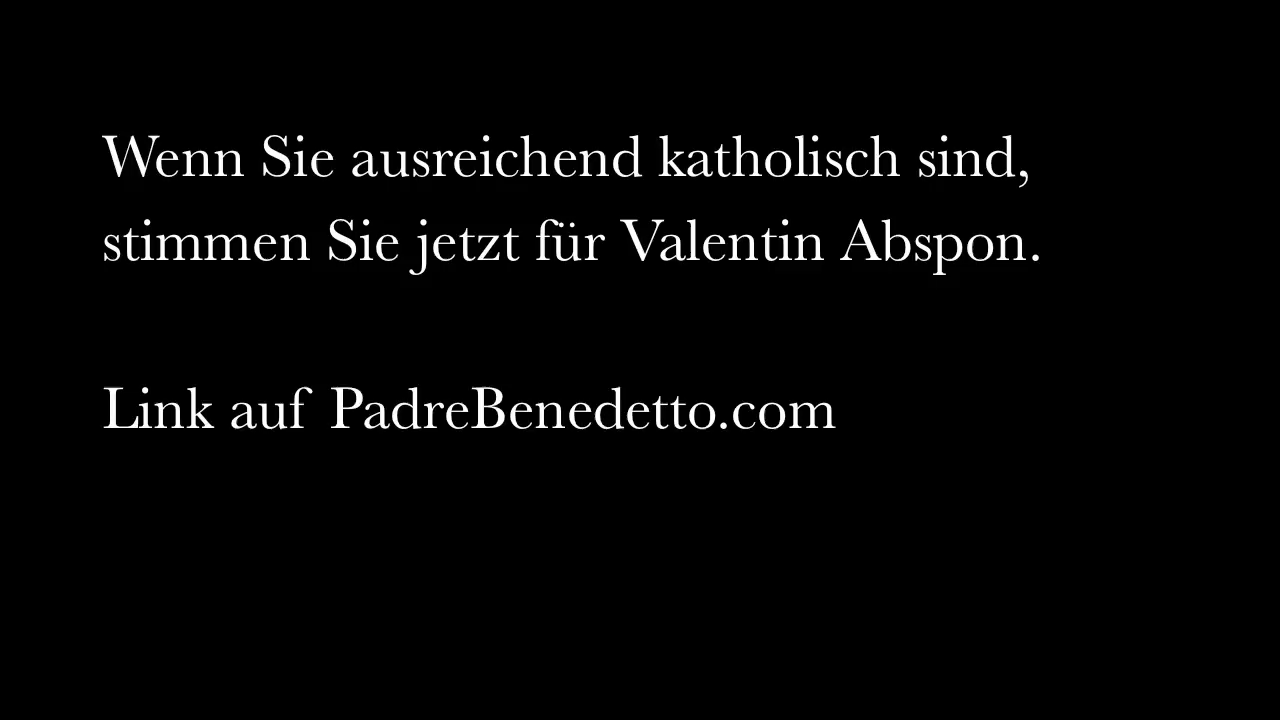 Wenn Sie ausreichend katholisch sind,
stimmen Sie jetzt für Valentin Abspon.
Link auf PadreBenedetto.com